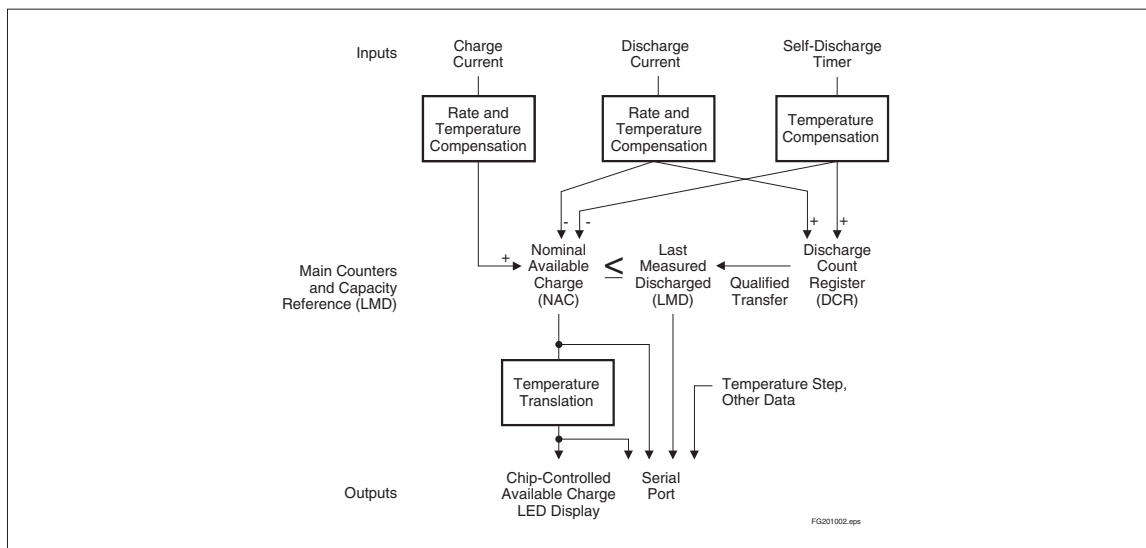 Inputs
Charge
Current
Discharge
Current
Self-Discharge
Timer
Rate and
Temperature
Compensation
Rate and
Temperature
Compensation
Temperature
Compensation
- -
+ +
+
Main Counters
and Capacity
Reference (LMD)
Nominal
Available
Charge
(NAC)
≤
Last
Measured
Discharged
(LMD)
Qualified
Transfer
Discharge
Count
Register
(DCR)
Temperature
Translation
Temperature Step,
Other Data
Outputs
Chip-Controlled
Available Charge
LED Display
Serial
Port
FG201002.eps